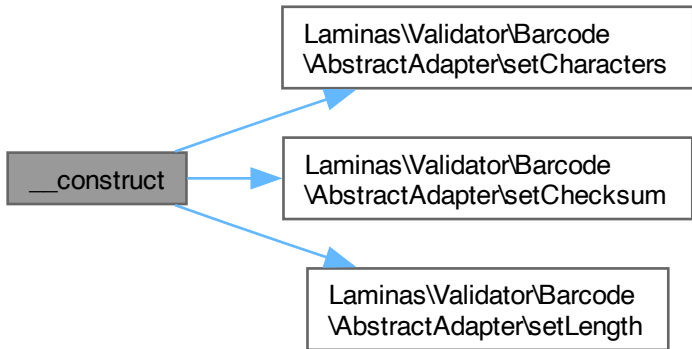 Laminas\Validator\Barcode
\AbstractAdapter\setCharacters
__construct
Laminas\Validator\Barcode
\AbstractAdapter\setChecksum
Laminas\Validator\Barcode
\AbstractAdapter\setLength